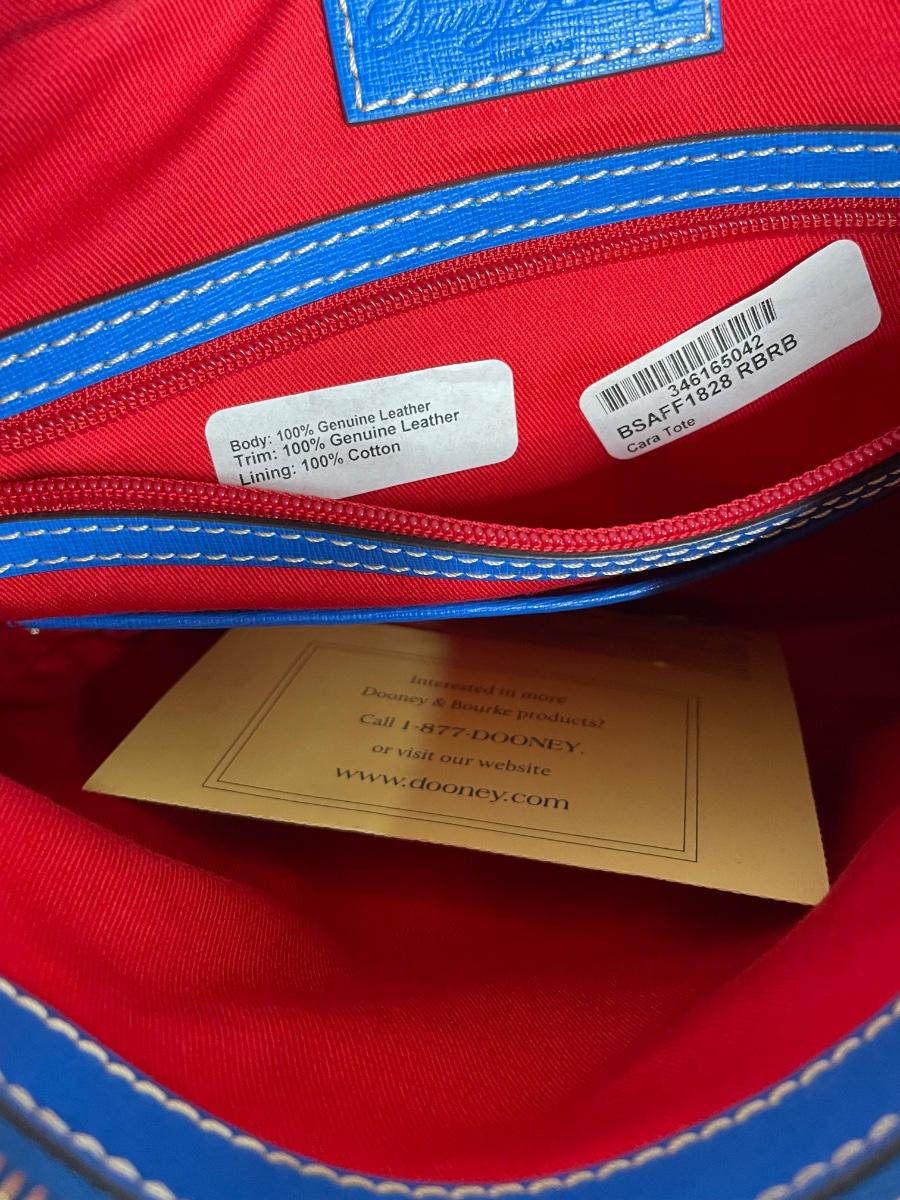 Dooney
Body: 100% Genuine Leather
Trim: 100% Genuine Leather
Lining: 100% Cotton
346165042
BSAFF1828 RBRB
Cara Tote
Interested in more
Dooney & Bourke products?
Call 1-877-DOONEY.
or visit our website
www.dooney.com